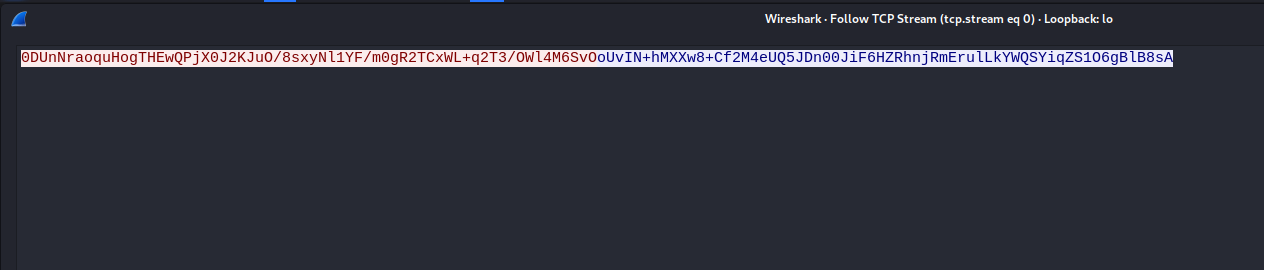 Wireshark · Follow TCP Stream (tcp.stream eq 0) · Loopback: lo
0DUnNraoquHogTHEwQPjX0J2KJuO/8sxyNl1YF/m0gR2TCxWL+q2T3/OWl4M6SvOoUvIN+hMXXw8+Cf2M4eUQ5JDn00JiF6HZRhnjRmErulLkYWQSYiqZS1O6gBlB8sA